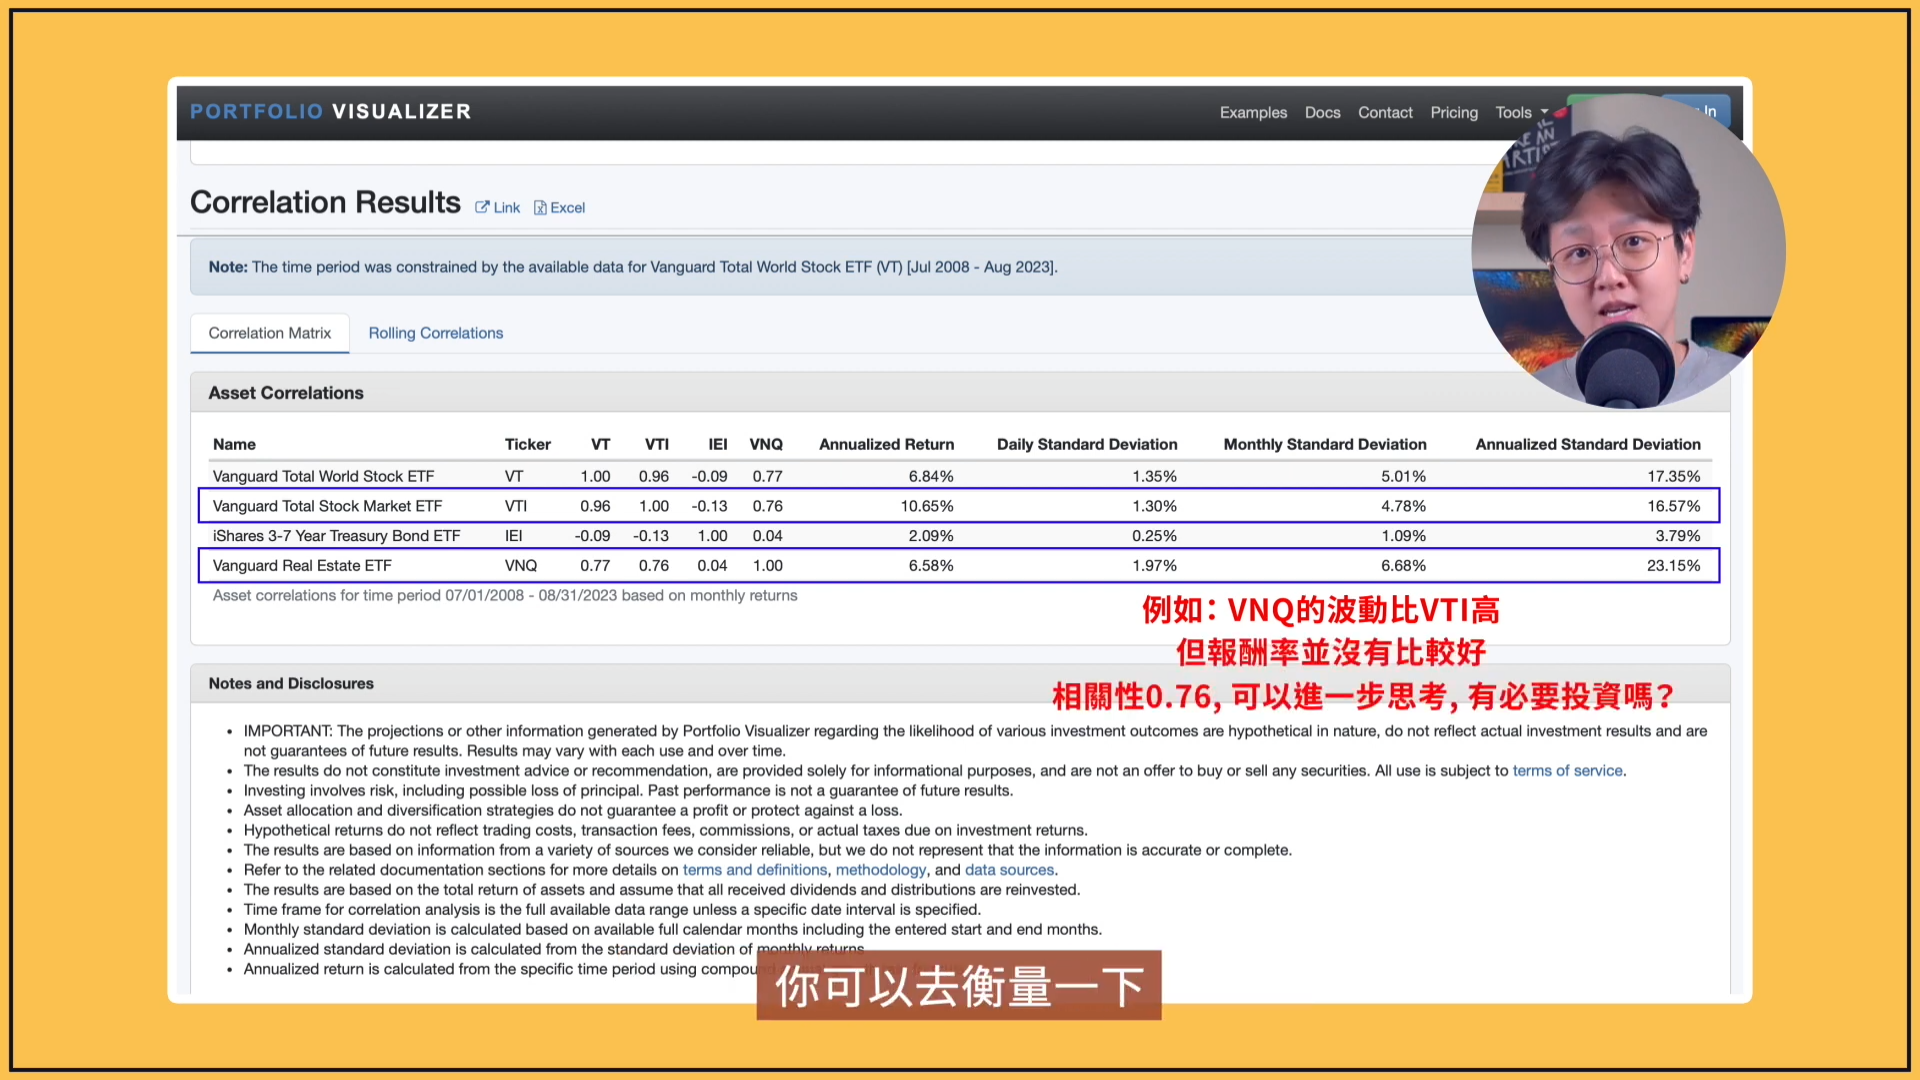 PORTFOLIO VISUALIZER
Examples Docs Contact Pricing Tools In
Correlation Results Link Excel
Note: The time period was constrained by the available data for Vanguard Total World Stock ETF (VT) [Jul 2008 - Aug 2023].
Correlation Matrix Rolling Correlations
Asset Correlations
Name Ticker VT VTI IEI VNQ Annualized Return Daily Standard Deviation Monthly Standard Deviation Annualized Standard Deviation
Vanguard Total World Stock ETF VT 1.00 0.96 -0.09 0.77 6.84% 1.35% 5.01% 17.35%
Vanguard Total Stock Market ETF VTI 0.96 1.00 -0.13 0.76 10.65% 1.30% 4.78% 16.57%
iShares 3-7 Year Treasury Bond ETF IEI -0.09 -0.13 1.00 0.04 2.09% 0.25% 1.09% 3.79%
Vanguard Real Estate ETF VNQ 0.77 0.76 0.04 1.00 6.58% 1.97% 6.68% 23.15%
Asset correlations for time period 07/01/2008 - 08/31/2023 based on monthly returns
例如：VNQ的波動比VTI高
但報酬率並沒有比較好
相關性0.76, 可以進一步思考, 有必要投資嗎？
Notes and Disclosures
• IMPORTANT: The projections or other information generated by Portfolio Visualizer regarding the likelihood of various investment outcomes are hypothetical in nature, do not reflect actual investment results and are
not guarantees of future results. Results may vary with each use and over time.
• The results do not constitute investment advice or recommendation, are provided solely for informational purposes, and are not an offer to buy or sell any securities. All use is subject to terms of service.
• Investing involves risk, including possible loss of principal. Past performance is not a guarantee of future results.
• Asset allocation and diversification strategies do not guarantee a profit or protect against a loss.
• Hypothetical returns do not reflect trading costs, transaction fees, commissions, or actual taxes due on investment returns.
• The results are based on information from a variety of sources we consider reliable, but we do not represent that the information is accurate or complete.
• Refer to the related documentation sections for more details on terms and definitions, methodology, and data sources.
• The results are based on the total return of assets and assume that all received dividends and distributions are reinvested.
• Time frame for correlation analysis is the full available data range unless a specific date interval is specified.
• Monthly standard deviation is calculated based on available full calendar months including the entered start and end months.
• Annualized standard deviation is calculated from the standard deviation of monthly returns
• Annualized return is calculated from the specific time period using
你可以去衡量一下